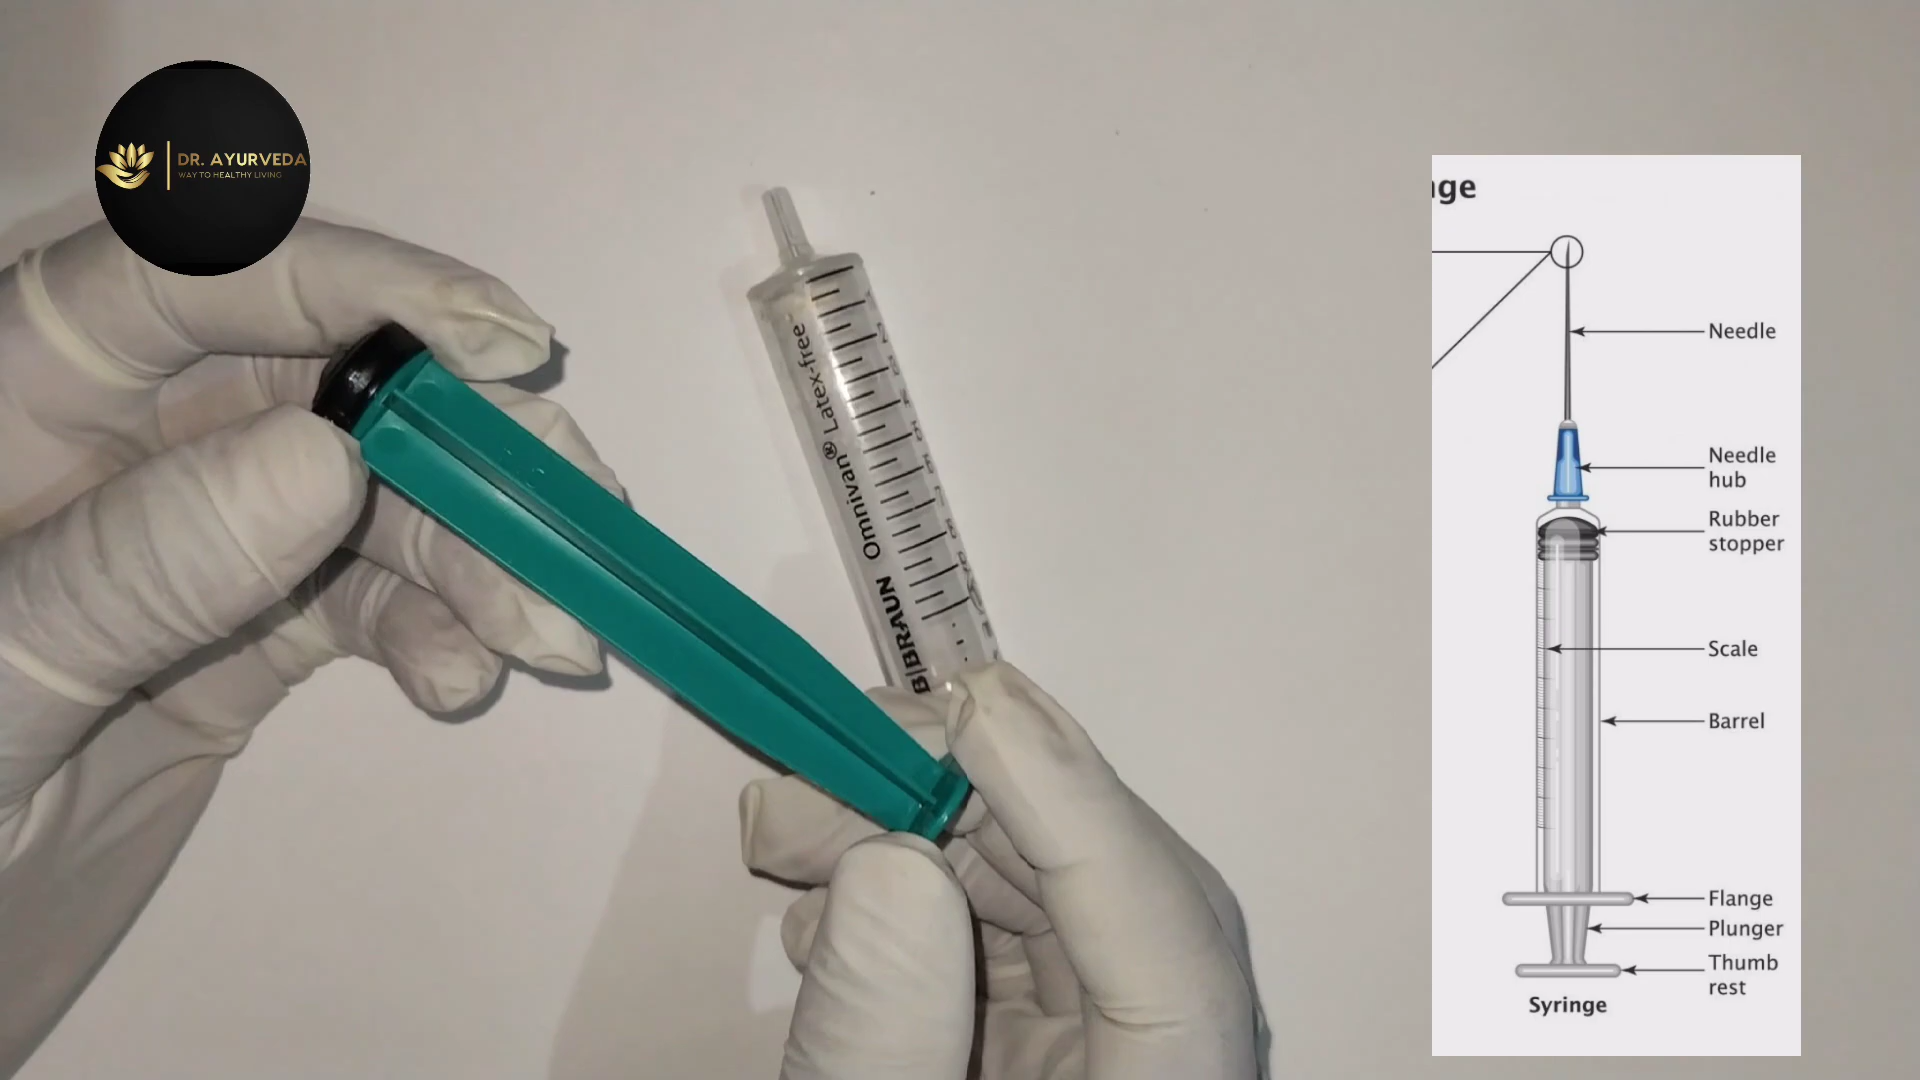 DR. AYURVEDA
WAY TO HEALTHY LIVING
B|BRAUN Omnivan® Latex-free
Needle
Needle
hub
Rubber
stopper
Scale
Barrel
Flange
Plunger
Thumb
rest
Syringe